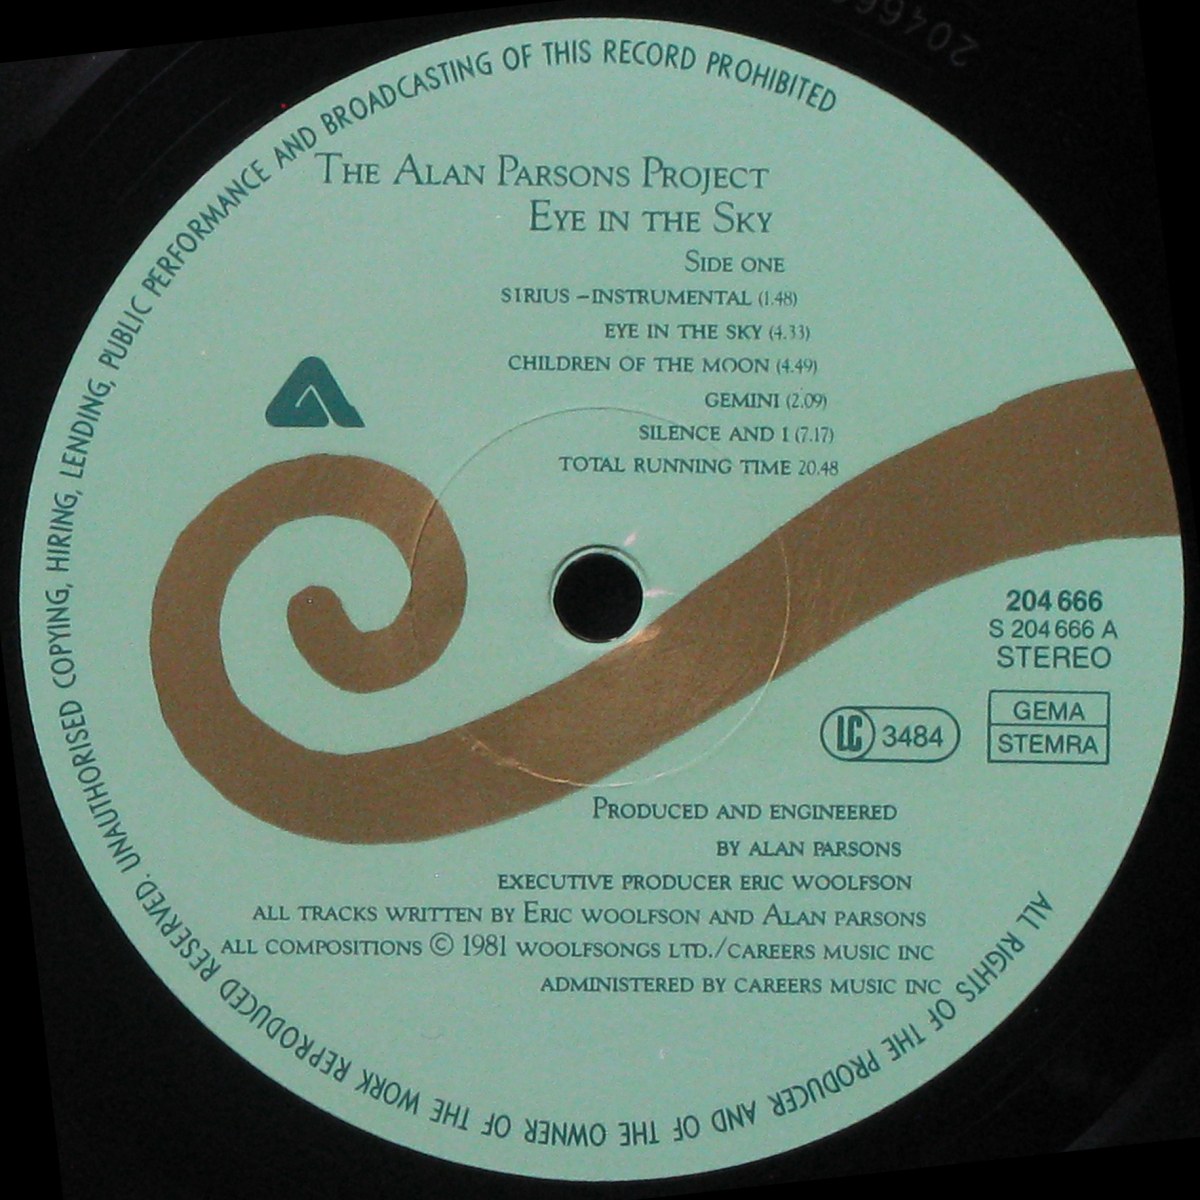 204666
ALL RIGHTS OF THE PRODUCER AND OF THE OWNER OF THE WORK REPRODUCED RESERVED. UNAUTHORISED COPYING, HIRING, LENDING, PUBLIC PERFORMANCE AND BROADCASTING OF THIS RECORD PROHIBITED
THE ALAN PARSONS PROJECT
EYE IN THE SKY
SIDE ONE
SIRIUS –INSTRUMENTAL (1.48)
EYE IN THE SKY (4.33)
CHILDREN OF THE MOON (4.49)
GEMINI (2.09)
SILENCE AND I (7.17)
TOTAL RUNNING TIME 20.48
204 666
S 204 666 A
STEREO
LC 3484
GEMA
STEMRA
PRODUCED AND ENGINEERED
BY ALAN PARSONS
EXECUTIVE PRODUCER ERIC WOOLFSON
ALL TRACKS WRITTEN BY ERIC WOOLFSON AND ALAN PARSONS
ALL COMPOSITIONS © 1981 WOOLFSONGS LTD./CAREERS MUSIC INC
ADMINISTERED BY CAREERS MUSIC INC